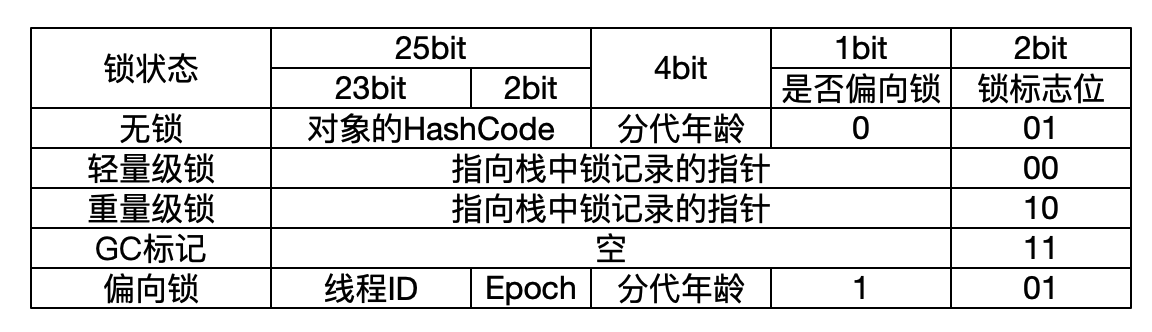 锁状态 25bit 4bit 1bit 2bit
23bit 2bit 是否偏向锁 锁标志位
无锁 对象的HashCode 分代年龄 0 01
轻量级锁 指向栈中锁记录的指针 00
重量级锁 指向栈中锁记录的指针 10
GC标记 空 11
偏向锁 线程ID Epoch 分代年龄 1 01